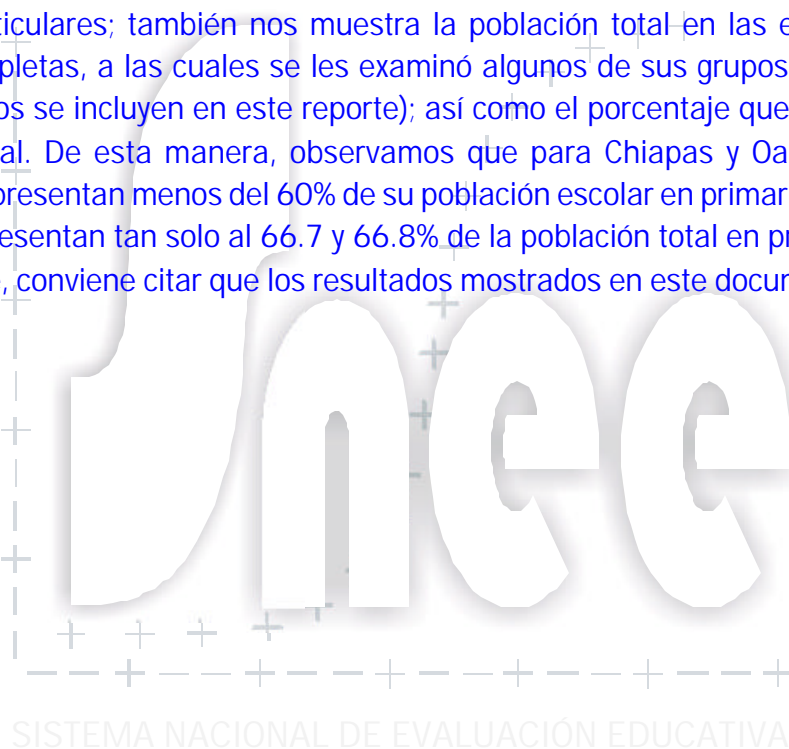 ticulares; también nos muestra la población total en las e
pletas, a las cuales se les examinó algunos de sus grupos
os se incluyen en este reporte); así como el porcentaje que
al. De esta manera, observamos que para Chiapas y Oa
presentan menos del 60% de su población escolar en primar
esentan tan solo al 66.7 y 66.8% de la población total en pr
, conviene citar que los resultados mostrados en este docur
snee
SISTEMA NACIONAL DE EVALUACIÓN EDUCATIVA